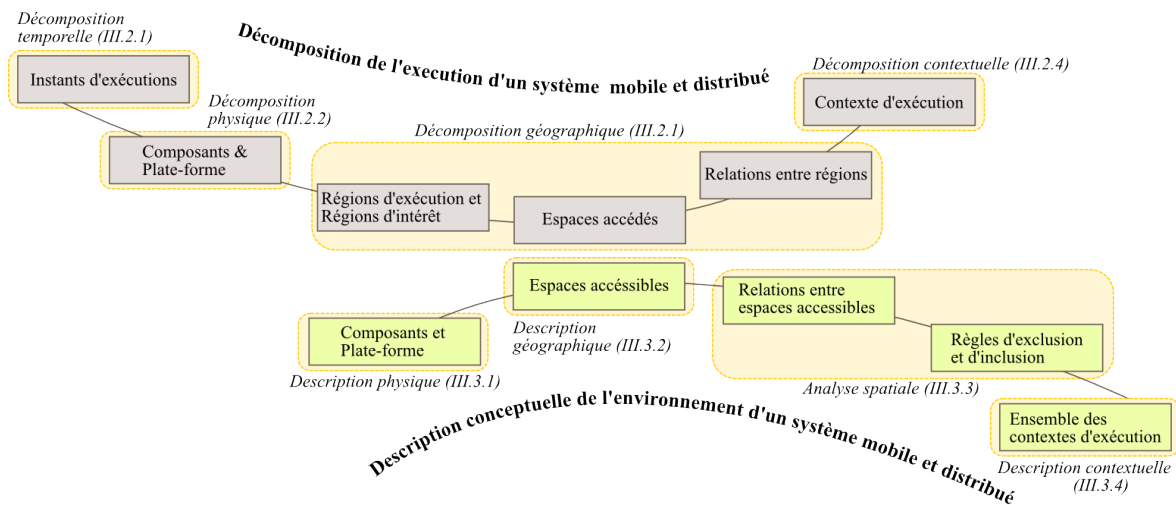 Décomposition
temporelle (III.2.1)
Instants d'exécutions
Décomposition de l'execution d'un système mobile et distribué
Décomposition contextuelle (III.2.4)
Contexte d'exécution
Décomposition
physique (III.2.2)
Composants &
Plate-forme
Décomposition géographique (III.2.1)
Régions d'exécution et
Régions d'intérêt
Espaces accédés
Relations entre régions
Espaces accéssibles
Description
géographique (III.3.2)
Composants et
Plate-forme
Description physique (III.3.1)
Relations entre
espaces accessibles
Règles d'exclusion
et d'inclusion
Analyse spatiale (III.3.3)
Ensemble des
contextes d'exécution
Description contextuelle
(III.3.4)
Description conceptuelle de l'environnement d'un système mobile et distribué